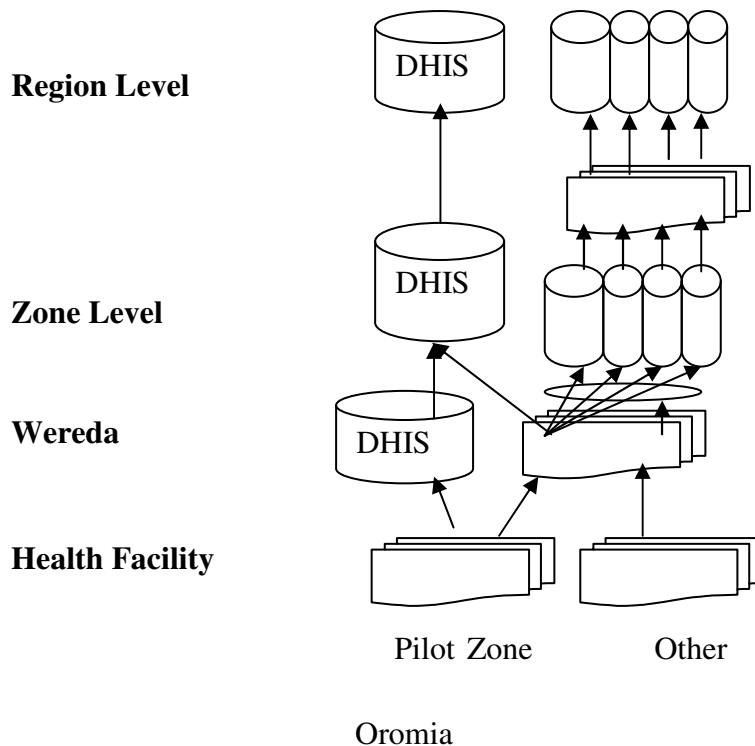 DHIS
Region Level
DHIS
Zone Level
Wereda
DHIS
Health Facility
Pilot Zone
Other
Oromia